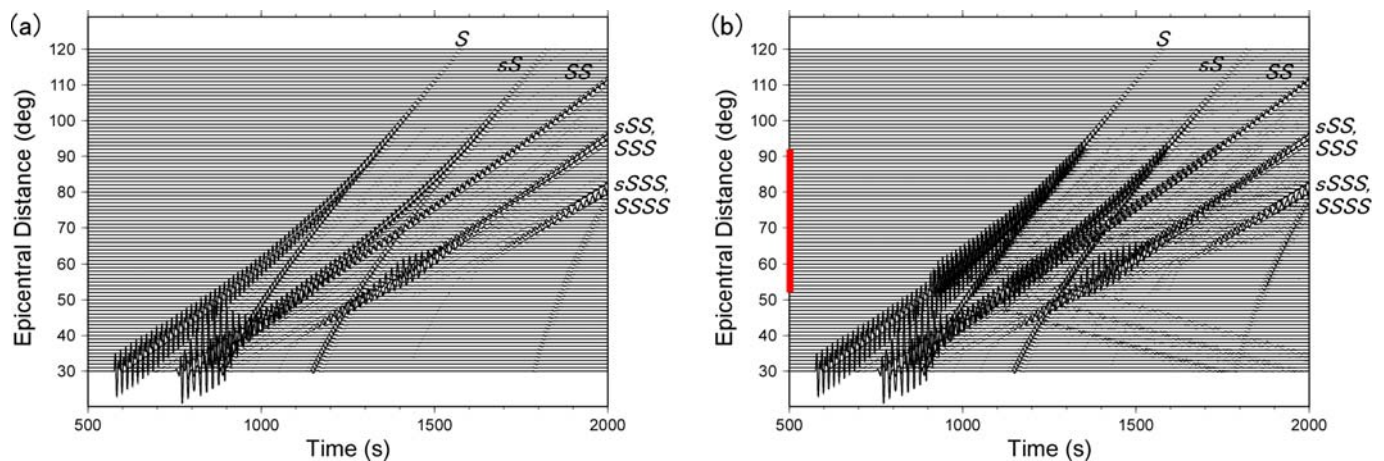 (a)
S
sS
SS
sSS,
SSS
sSSS,
SSSS
120
110
100
90
80
70
60
50
40
30
Epicentral Distance (deg)
500
1000
1500
2000
Time (s)
(b)
S
sS
SS
sSS,
SSS
sSSS,
SSSS
120
110
100
90
80
70
60
50
40
30
Epicentral Distance (deg)
500
1000
1500
2000
Time (s)